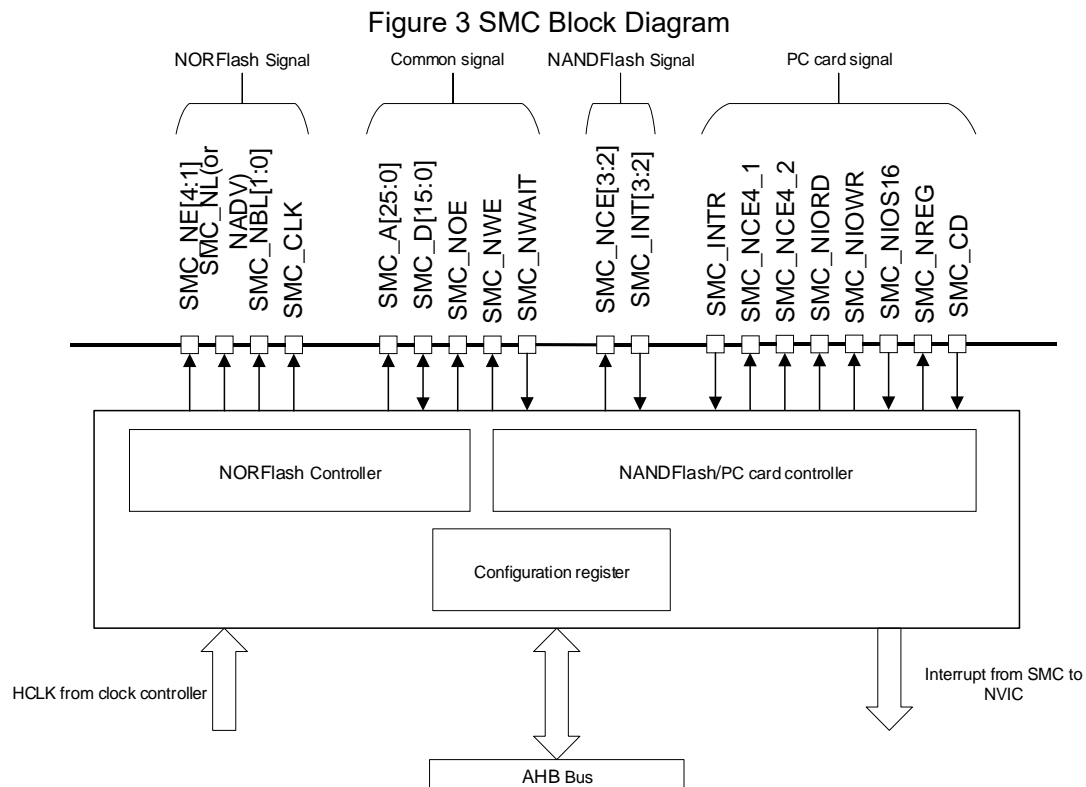 Figure 3 SMC Block Diagram
NORFlash Signal
Common signal
NANDFlash Signal
PC card signal
SMC_NE[4:1]
SMC_NL(or
NADV)
SMC_NBL[1:0]
SMC_CLK
SMC_A[25:0]
SMC_D[15:0]
SMC_NOE
SMC_NWE
SMC_NWAIT
SMC_NCE[3:2]
SMC_INT[3:2]
SMC_INTR
SMC_NCE4_1
SMC_NCE4_2
SMC_NIORD
SMC_NIOWR
SMC_NIOS16
SMC_NREG
SMC_CD
NORFlash Controller
NANDFlash/PC card controller
Configuration register
HCLK from clock controller
Interrupt from SMC to
NVIC
AHB Bus